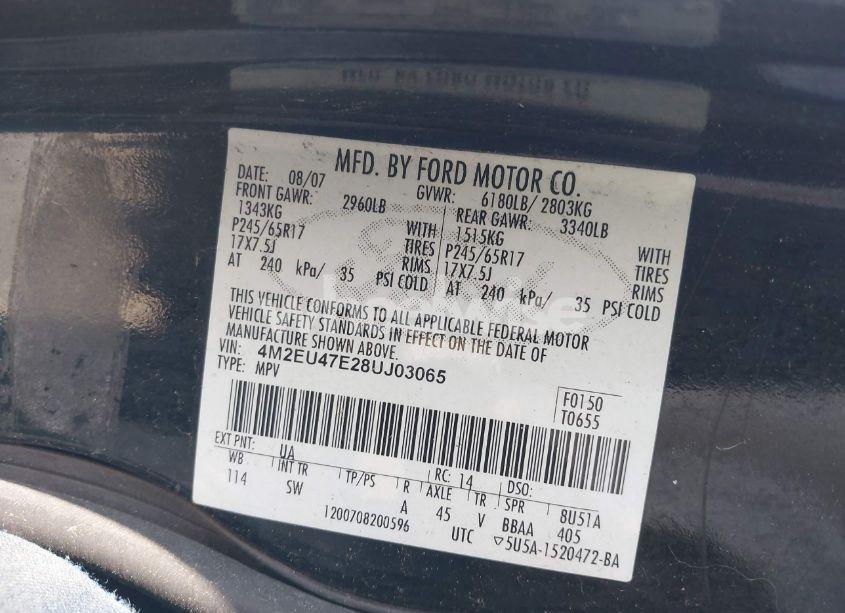 MFD. BY FORD MOTOR CO.
DATE: 08/07 GVWR: 6180LB/ 2803KG
FRONT GAWR: 2960LB REAR GAWR: 3340LB
1343KG 1515KG
P245/65R17 WITH TIRES P245/65R17 WITH TIRES
17X7.5J RIMS 17X7.5J RIMS
AT 240 kPa/ 35 PSI COLD AT 240 kPa/ 35 PSI COLD
THIS VEHICLE CONFORMS TO ALL APPLICABLE FEDERAL MOTOR
VEHICLE SAFETY STANDARDS IN EFFECT ON THE DATE OF
MANUFACTURE SHOWN ABOVE.
VIN: 4M2EU47E28UJ03065
TYPE: MPV
F0150
T0655
EXT PNT: UA RC: 14 DSO:
WB INT TR TP/PS R AXLE TR SPR 8U51A
114 SW A 45 V BBAA 405
1200708200596 UTC ▽5U5A-1520472-BA